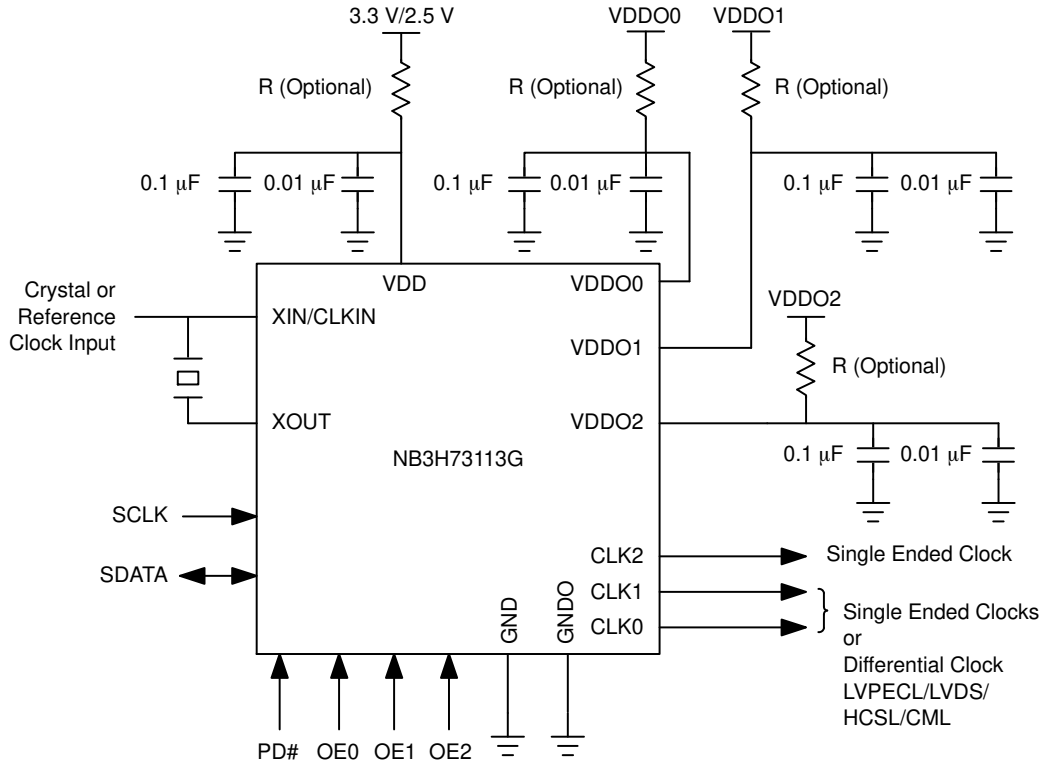 3.3 V/2.5 V
VDDO0
VDDO1
R (Optional)
R (Optional)
R (Optional)
0.1 μF
0.01 μF
0.1 μF
0.01 μF
0.1 μF
0.01 μF
VDD
VDDO0
Crystal or
Reference
Clock Input
XIN/CLKIN
VDDO2
VDDO1
R (Optional)
XOUT
VDDO2
0.1 μF
0.01 μF
NB3H73113G
SCLK
SDATA
CLK2
Single Ended Clock
CLK1
CLK0
GND
GNDO
Single Ended Clocks
or
Differential Clock
LVPECL/LVDS/
HCSL/CML
PD#
OE0
OE1
OE2